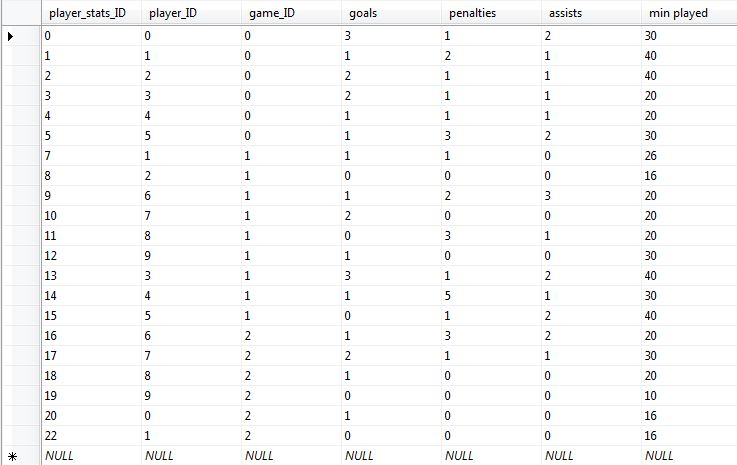 player_stats_ID player_ID game_ID goals penalties assists min played
0 0 0 3 1 2 30
1 1 0 1 2 1 40
2 2 0 2 1 1 40
3 3 0 2 1 1 20
4 4 0 1 1 1 20
5 5 0 1 3 2 30
7 1 1 1 1 0 26
8 2 1 0 0 0 16
9 6 1 1 2 3 20
10 7 1 2 0 0 20
11 8 1 0 3 1 20
12 9 1 1 0 0 30
13 3 1 3 1 2 40
14 4 1 1 5 1 30
15 5 1 0 1 2 40
16 6 2 1 3 2 20
17 7 2 2 1 1 30
18 8 2 1 0 0 20
19 9 2 0 0 0 10
20 0 2 1 0 0 16
22 1 2 0 0 0 16
NULL NULL NULL NULL NULL NULL NULL